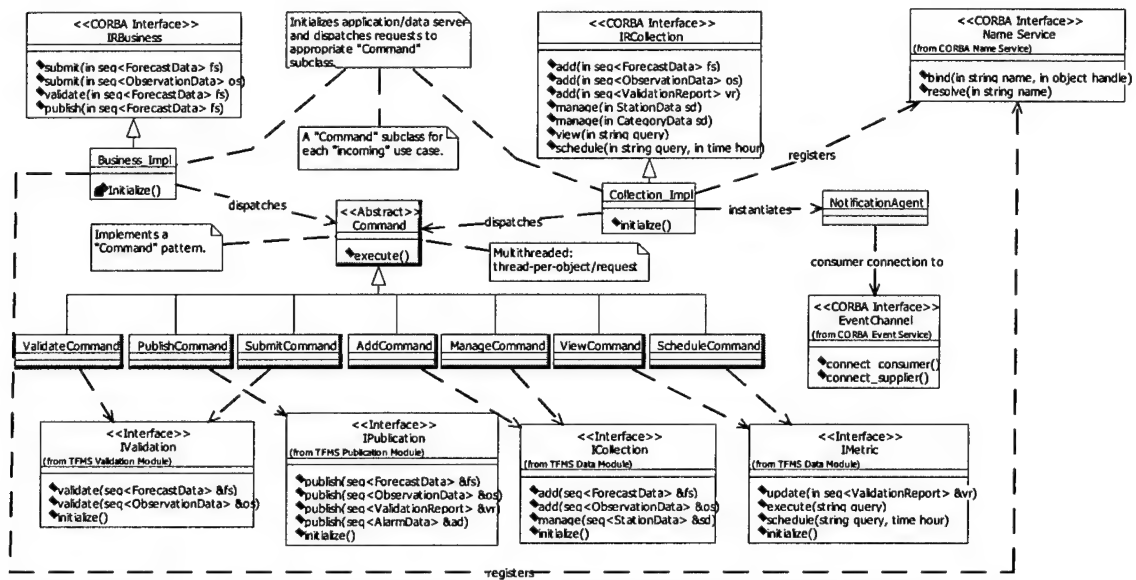 <<CORBA Interface>>
IRBusiness
submit(in seq<ForecastData> fs)
submit(in seq<ObservationData> os)
validate(in seq<ForecastData> fs)
publish(in seq<ForecastData> fs)
Initializes application/data server
and dispatches requests to
appropriate "Command"
subclass.
<<CORBA Interface>>
IRCollection
add(in seq<ForecastData> fs)
add(in seq<ObservationData> os)
add(in seq<ValidationReport> vr)
manage(in StationData sd)
manage(in CategoryData sd)
view(in string query)
schedule(in string query, in time hour)
<<CORBA Interface>>
Name Service
(from CORBA Name Service)
bind(in string name, in object handle)
resolve(in string name)
A "Command" subclass for
each "incoming" use case.
Business_Impl
Initialize()
registers
Collection_Impl
initialize()
dispatches
dispatches
instantiates
NotificationAgent
<<Abstract>>
Command
execute()
Implements a
"Command" pattern.
Multithreaded:
thread-per-object/request
consumer connection to
<<CORBA Interface>>
EventChannel
(from CORBA Event Service)
connect_consumer()
connect_supplier()
ValidateCommand
PublishCommand
SubmitCommand
AddCommand
ManageCommand
ViewCommand
ScheduleCommand
<<Interface>>
IValidation
(from TFMS Validation Module)
validate(seq<ForecastData> &fs)
validate(seq<ObservationData> &os)
initialize()
<<Interface>>
IPublication
(from TFMS Publication Module)
publish(seq<ForecastData> &fs)
publish(seq<ObservationData> &os)
publish(seq<ValidationReport> &vr)
publish(seq<AlarmData> &ad)
initialize()
<<Interface>>
ICollection
(from TFMS Data Module)
add(seq<ForecastData> &fs)
add(seq<ObservationData> &os)
manage(seq<StationData> &sd)
initialize()
<<Interface>>
IMetric
(from TFMS Data Module)
update(in seq<ValidationReport> &vr)
execute(string query)
schedule(string query, time hour)
initialize()
registers